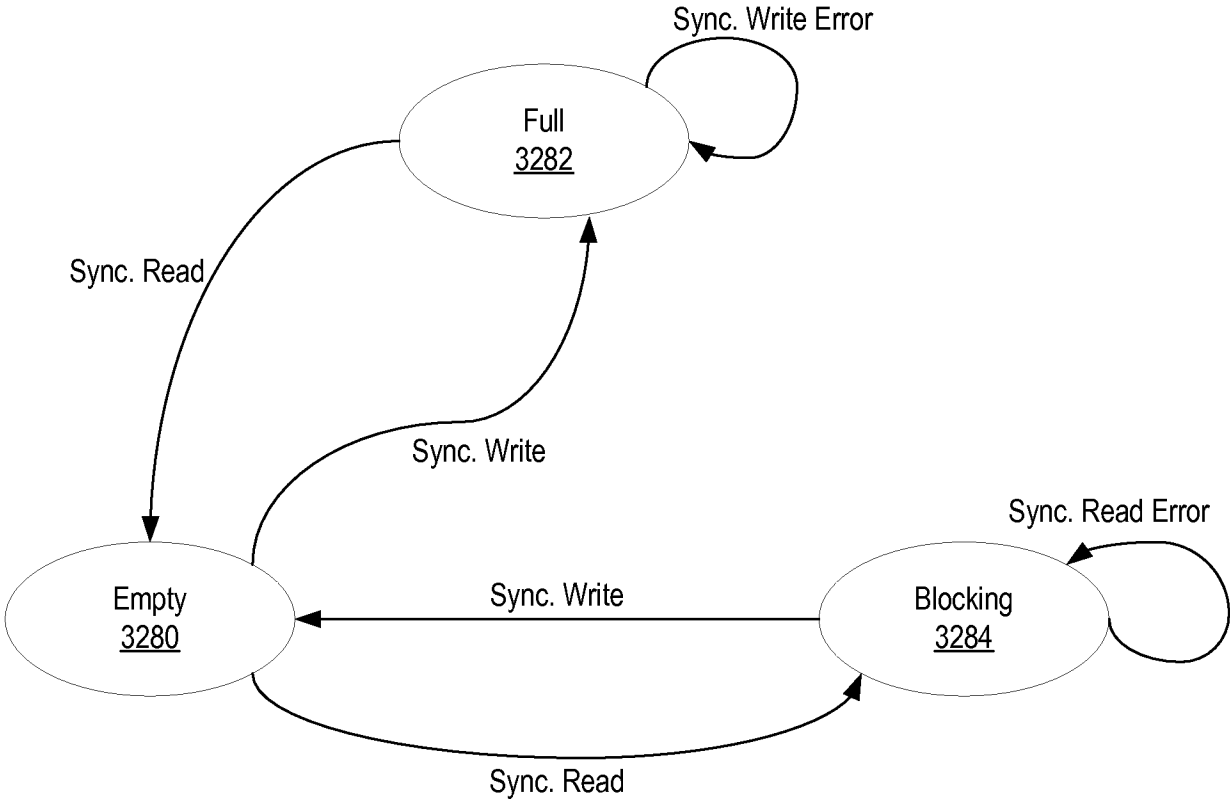 Sync. Write Error
Full
3282
Sync. Read
Sync. Write
Sync. Read Error
Empty
3280
Sync. Write
Blocking
3284
Sync. Read